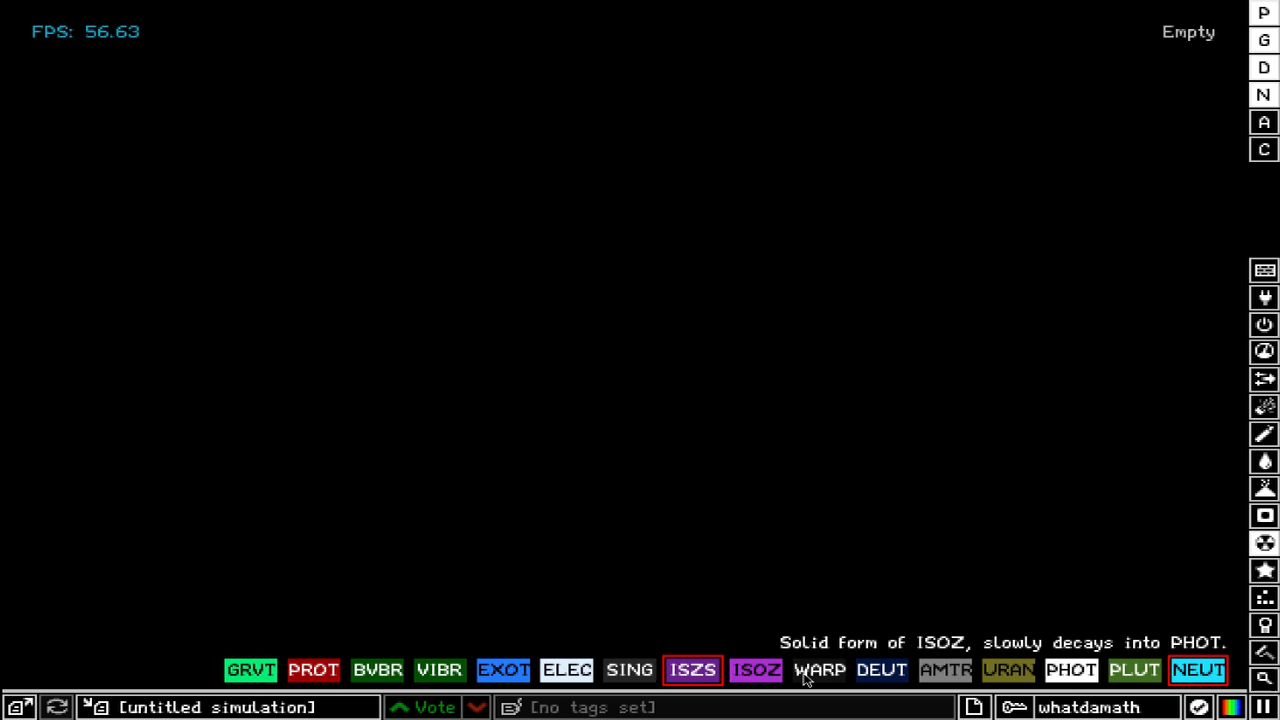 FPS: 56.63
Empty
P
G
D
N
A
C
Solid form of ISOZ, slowly decays into PHOT.
GRVT PROT BVBR VIBR EXOT ELEC SING ISZS ISOZ WARP DEUT AMTR URAN PHOT PLUT NEUT
[untitled simulation] Vote [no tags set] whatdamath